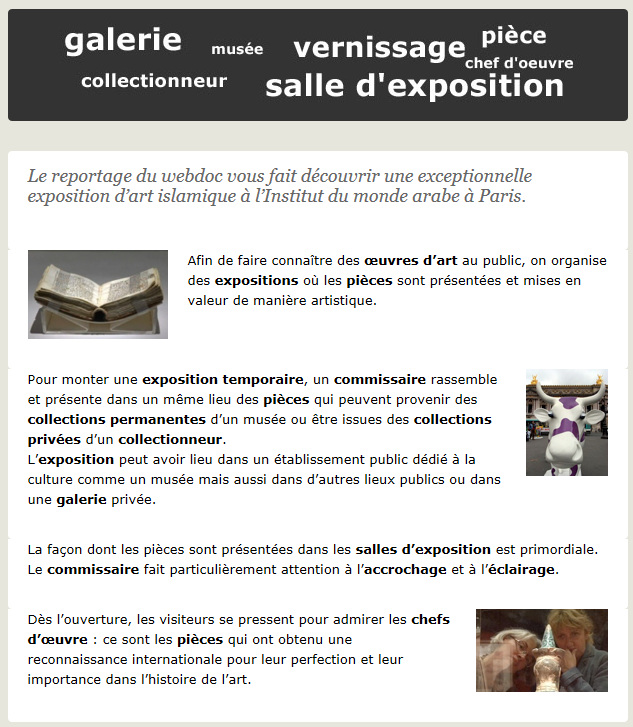 galerie musée vernissage pièce
chef d'oeuvre
collectionneur salle d'exposition
Le reportage du webdoc vous fait découvrir une exceptionnelle
exposition d’art islamique à l’Institut du monde arabe à Paris.
Afin de faire connaître des œuvres d’art au public, on organise
des expositions où les pièces sont présentées et mises en
valeur de manière artistique.
Pour monter une exposition temporaire, un commissaire rassemble
et présente dans un même lieu des pièces qui peuvent provenir des
collections permanentes d’un musée ou être issues des collections
privées d’un collectionneur.
L’exposition peut avoir lieu dans un établissement public dédié à la
culture comme un musée mais aussi dans d’autres lieux publics ou dans
une galerie privée.
La façon dont les pièces sont présentées dans les salles d’exposition est primordiale.
Le commissaire fait particulièrement attention à l’accrochage et à l’éclairage.
Dès l’ouverture, les visiteurs se pressent pour admirer les chefs
d’œuvre : ce sont les pièces qui ont obtenu une
reconnaissance internationale pour leur perfection et leur
importance dans l’histoire de l’art.